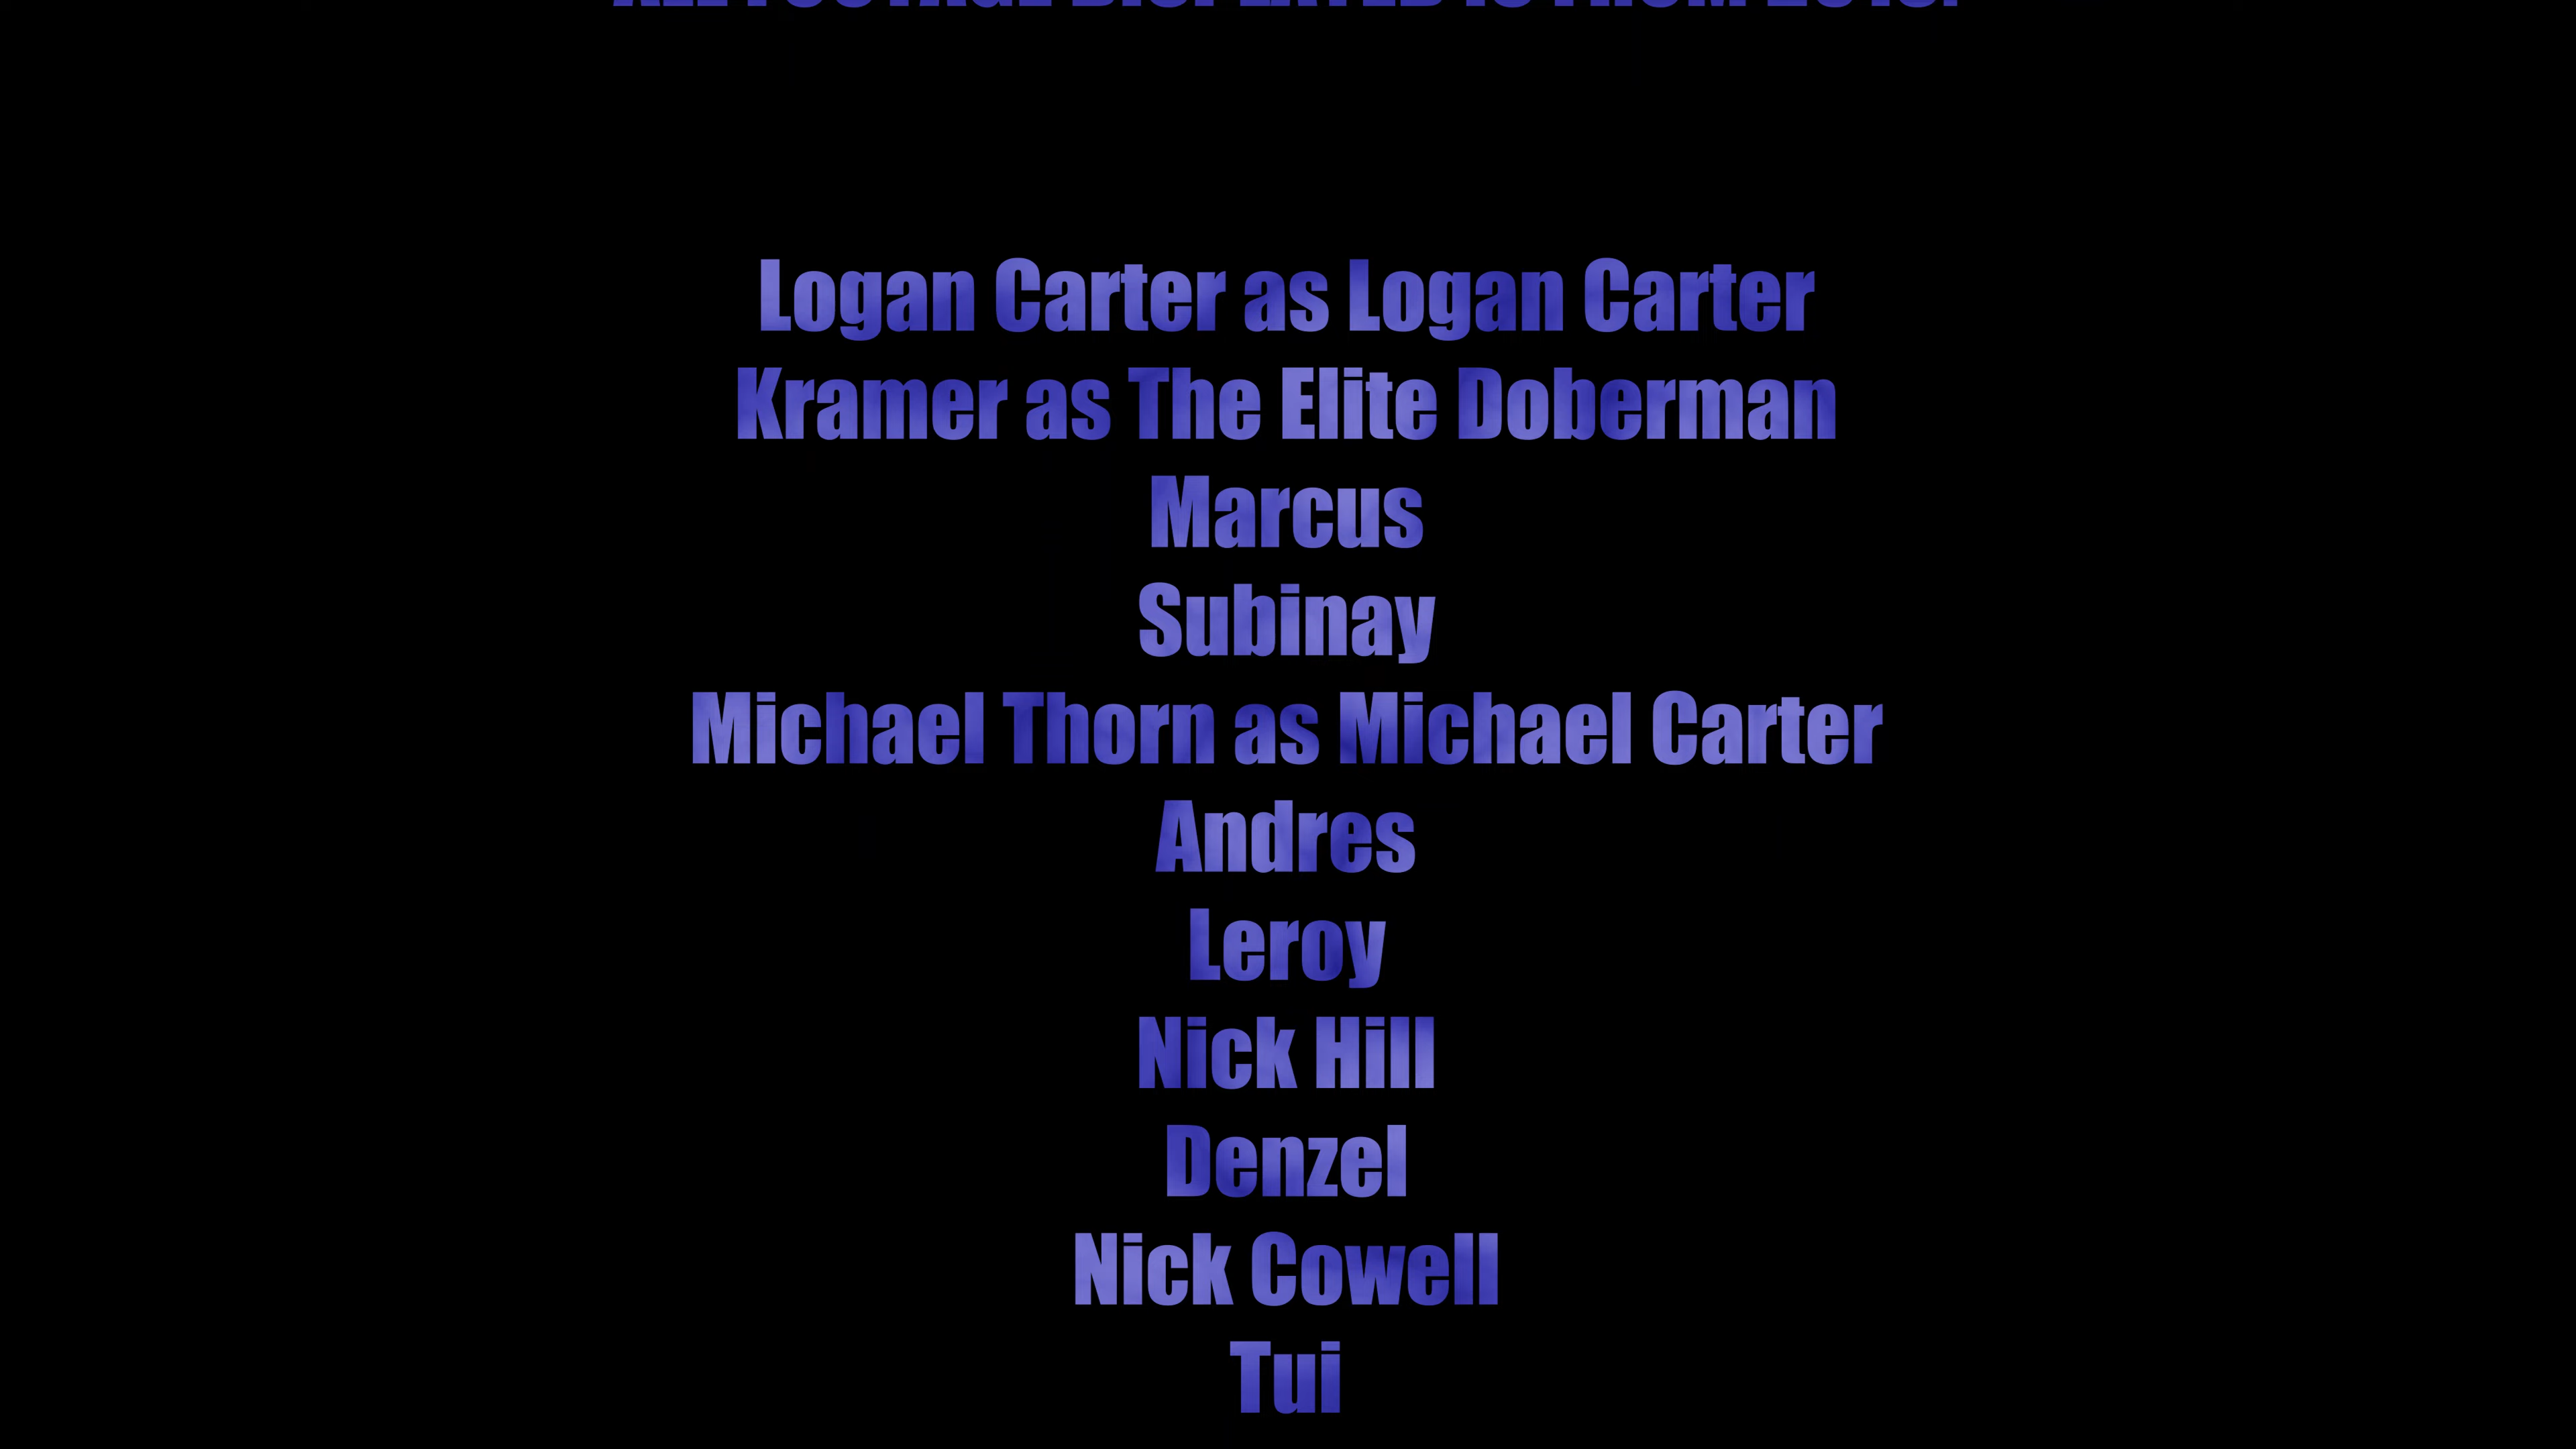 Logan Carter as Logan Carter
Kramer as The Elite Doberman
Marcus
Subinay
Michael Thorn as Michael Carter
Andres
Leroy
Nick Hill
Denzel
Nick Cowell
Tui